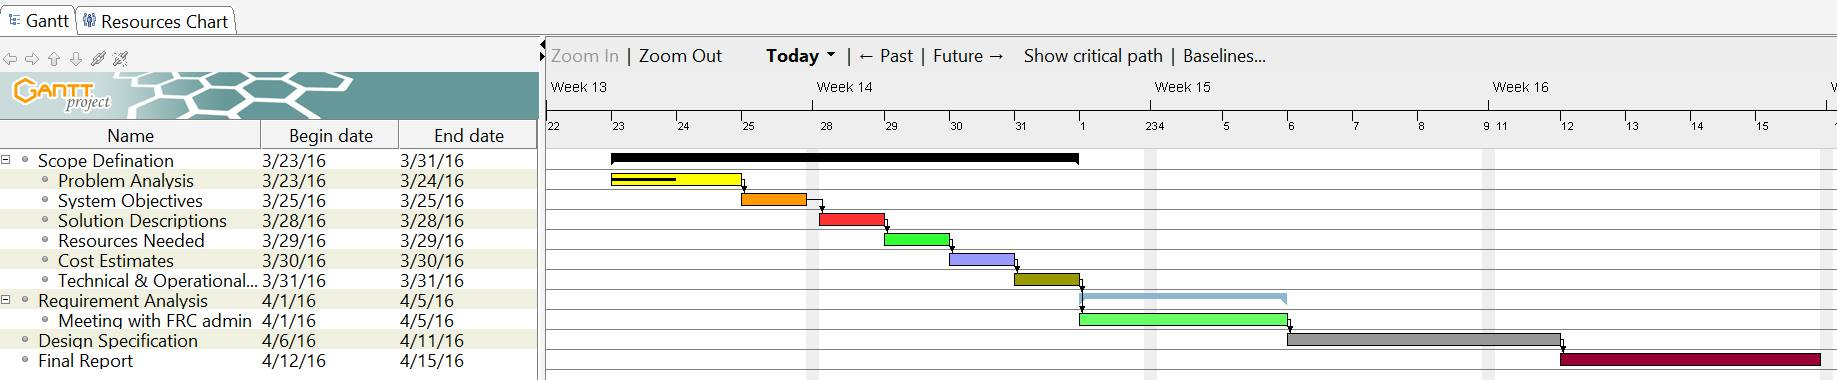 Gantt Resources Chart
Zoom In | Zoom Out Today | ← Past | Future → Show critical path | Baselines...
GANTT project
Week 13 Week 14 Week 15 Week 16 W
22 23 24 25 28 29 30 31 1 2 3 4 5 6 7 8 9 11 12 13 14 15
Name Begin date End date
Scope Defination 3/23/16 3/31/16
Problem Analysis 3/23/16 3/24/16
System Objectives 3/25/16 3/25/16
Solution Descriptions 3/28/16 3/28/16
Resources Needed 3/29/16 3/29/16
Cost Estimates 3/30/16 3/30/16
Technical & Operational... 3/31/16 3/31/16
Requirement Analysis 4/1/16 4/5/16
Meeting with FRC admin 4/1/16 4/5/16
Design Specification 4/6/16 4/11/16
Final Report 4/12/16 4/15/16